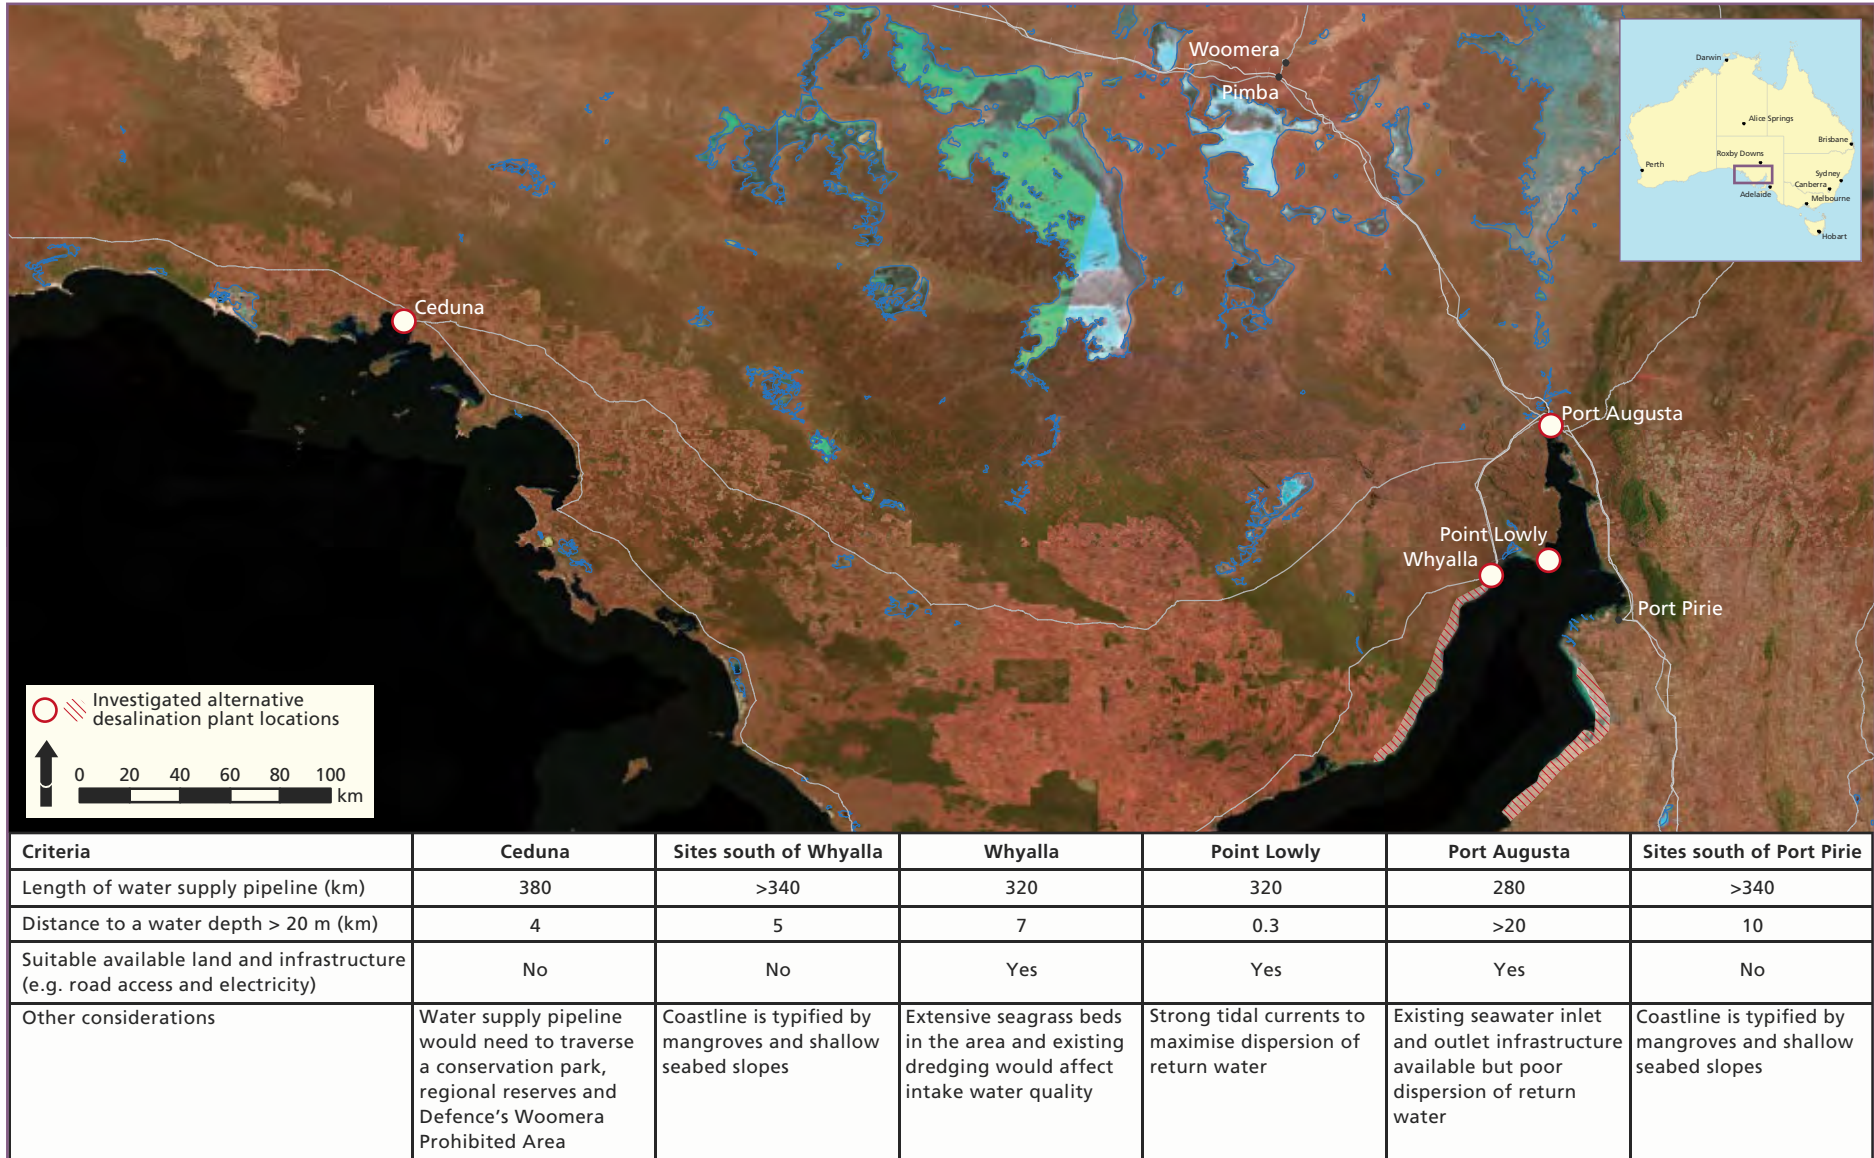 Woomera
Pimba
Ceduna
Port Augusta
Point Lowly
Whyalla
Port Pirie
Darwin
Alice Springs
Brisbane
Roxby Downs
Perth
Sydney
Canberra
Adelaide
Melbourne
Hobart
Investigated alternative
desalination plant locations
0 20 40 60 80 100
km
Criteria Ceduna Sites south of Whyalla Whyalla Point Lowly Port Augusta Sites south of Port Pirie
Length of water supply pipeline (km) 380 >340 320 320 280 >340
Distance to a water depth > 20 m (km) 4 5 7 0.3 >20 10
Suitable available land and infrastructure
(e.g. road access and electricity) No No Yes Yes Yes No
Other considerations
Water supply pipeline
would need to traverse
a conservation park,
regional reserves and
Defence's Woomera
Prohibited Area
Coastline is typified by
mangroves and shallow
seabed slopes
Extensive seagrass beds
in the area and existing
dredging would affect
intake water quality
Strong tidal currents to
maximise dispersion of
return water
Existing seawater inlet
and outlet infrastructure
available but poor
dispersion of return
water
Coastline is typified by
mangroves and shallow
seabed slopes